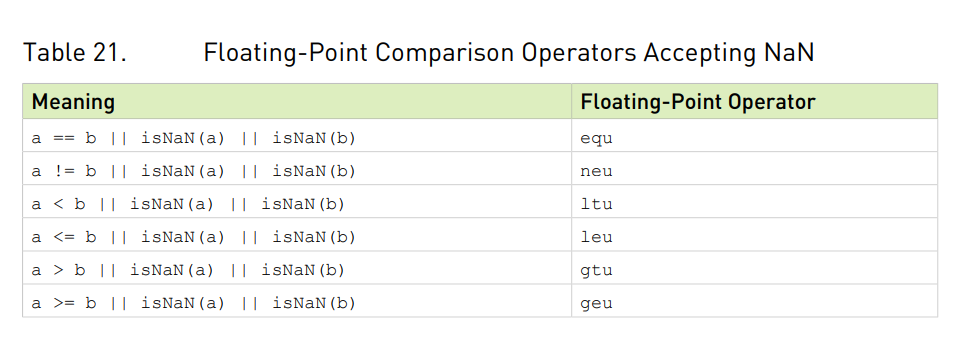 Table 21. Floating-Point Comparison Operators Accepting NaN
Meaning Floating-Point Operator
a == b || isNaN(a) || isNaN(b) equ
a != b || isNaN(a) || isNaN(b) neu
a < b || isNaN(a) || isNaN(b) ltu
a <= b || isNaN(a) || isNaN(b) leu
a > b || isNaN(a) || isNaN(b) gtu
a >= b || isNaN(a) || isNaN(b) geu